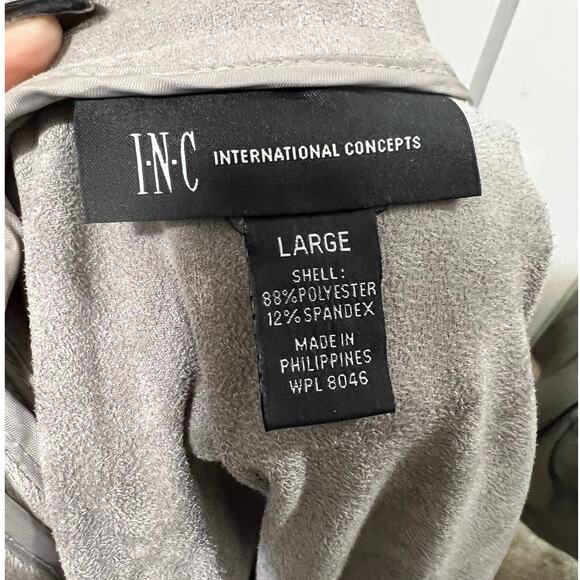 I·N·C INTERNATIONAL CONCEPTS
LARGE
SHELL:
88%POLYESTER
12%SPANDEX
MADE IN
PHILIPPINES
WPL 8046